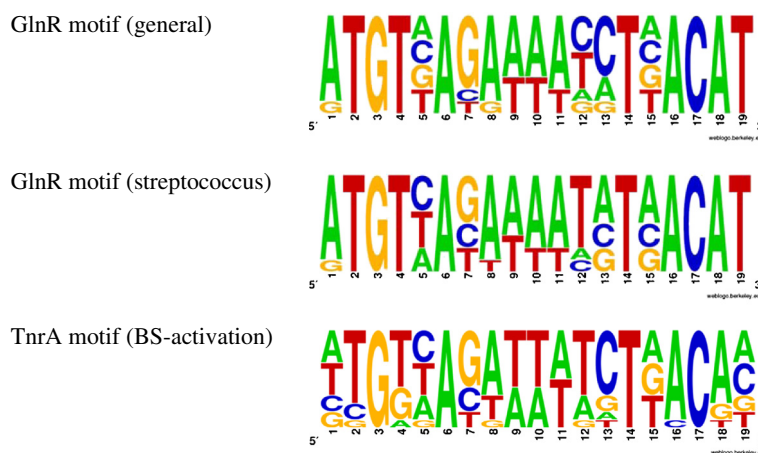 GlnR motif (general)
ATGTAAGAAAACCTAACAT
5´ 1 2 3 4 5 6 7 8 9 10 11 12 13 14 15 16 17 18 19
weblogo.berkeley.e
GlnR motif (streptococcus)
ATGTCAGAAAATATAACAT
5´ 1 2 3 4 5 6 7 8 9 10 11 12 13 14 15 16 17 18 19
weblogo.berkeley.e
TnrA motif (BS-activation)
ATGTCAGATTATCTAACAA
5´ 1 2 3 4 5 6 7 8 9 10 11 12 13 14 15 16 17 18 19